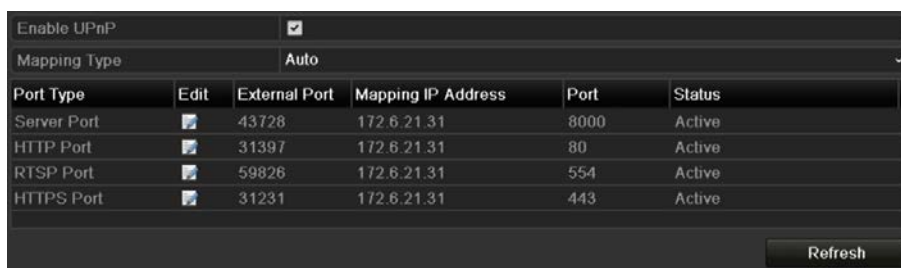 Enable UPnP
Mapping Type Auto
Port Type Edit External Port Mapping IP Address Port Status
Server Port 43728 172.6.21.31 8000 Active
HTTP Port 31397 172.6.21.31 80 Active
RTSP Port 59826 172.6.21.31 554 Active
HTTPS Port 31231 172.6.21.31 443 Active
Refresh